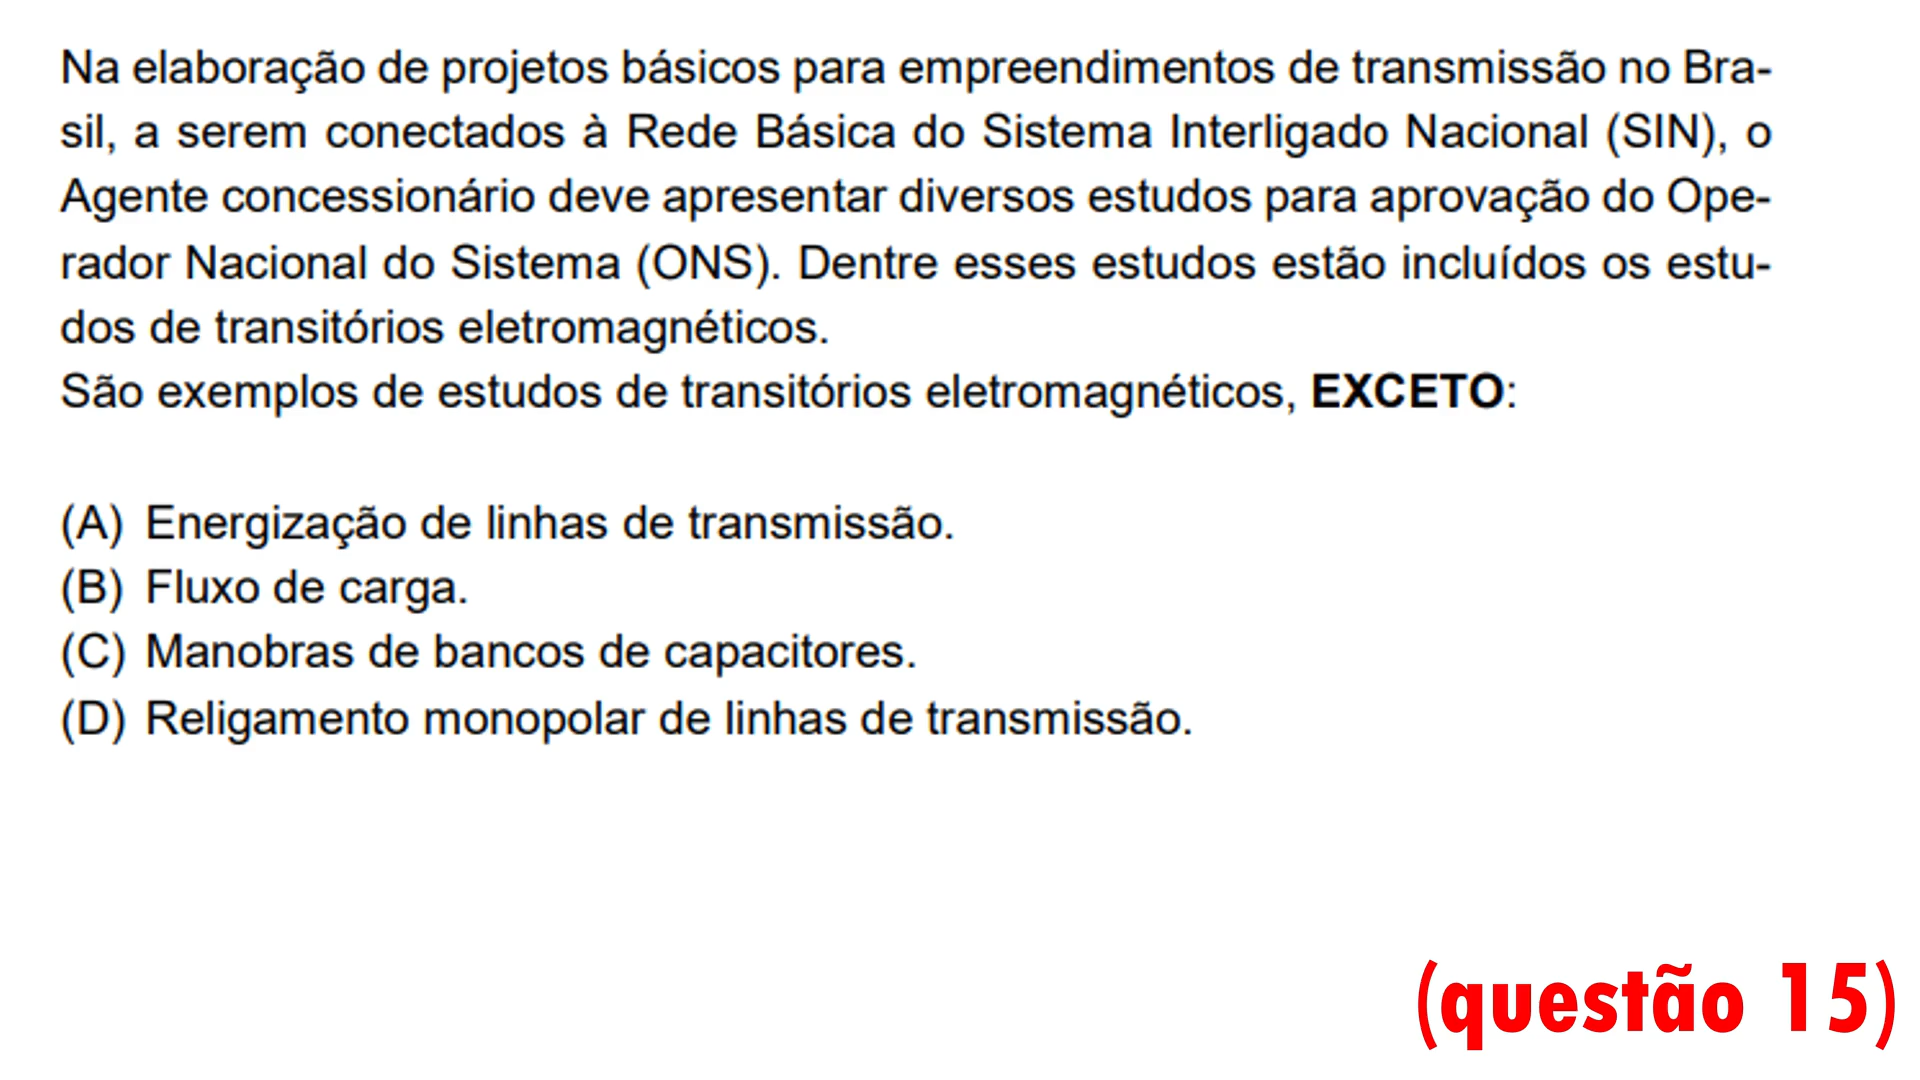 Na elaboração de projetos básicos para empreendimentos de transmissão no Bra-
sil, a serem conectados à Rede Básica do Sistema Interligado Nacional (SIN), o
Agente concessionário deve apresentar diversos estudos para aprovação do Ope-
rador Nacional do Sistema (ONS). Dentre esses estudos estão incluídos os estu-
dos de transitórios eletromagnéticos.
São exemplos de estudos de transitórios eletromagnéticos, EXCETO:
(A) Energização de linhas de transmissão.
(B) Fluxo de carga.
(C) Manobras de bancos de capacitores.
(D) Religamento monopolar de linhas de transmissão.
(questão 15)